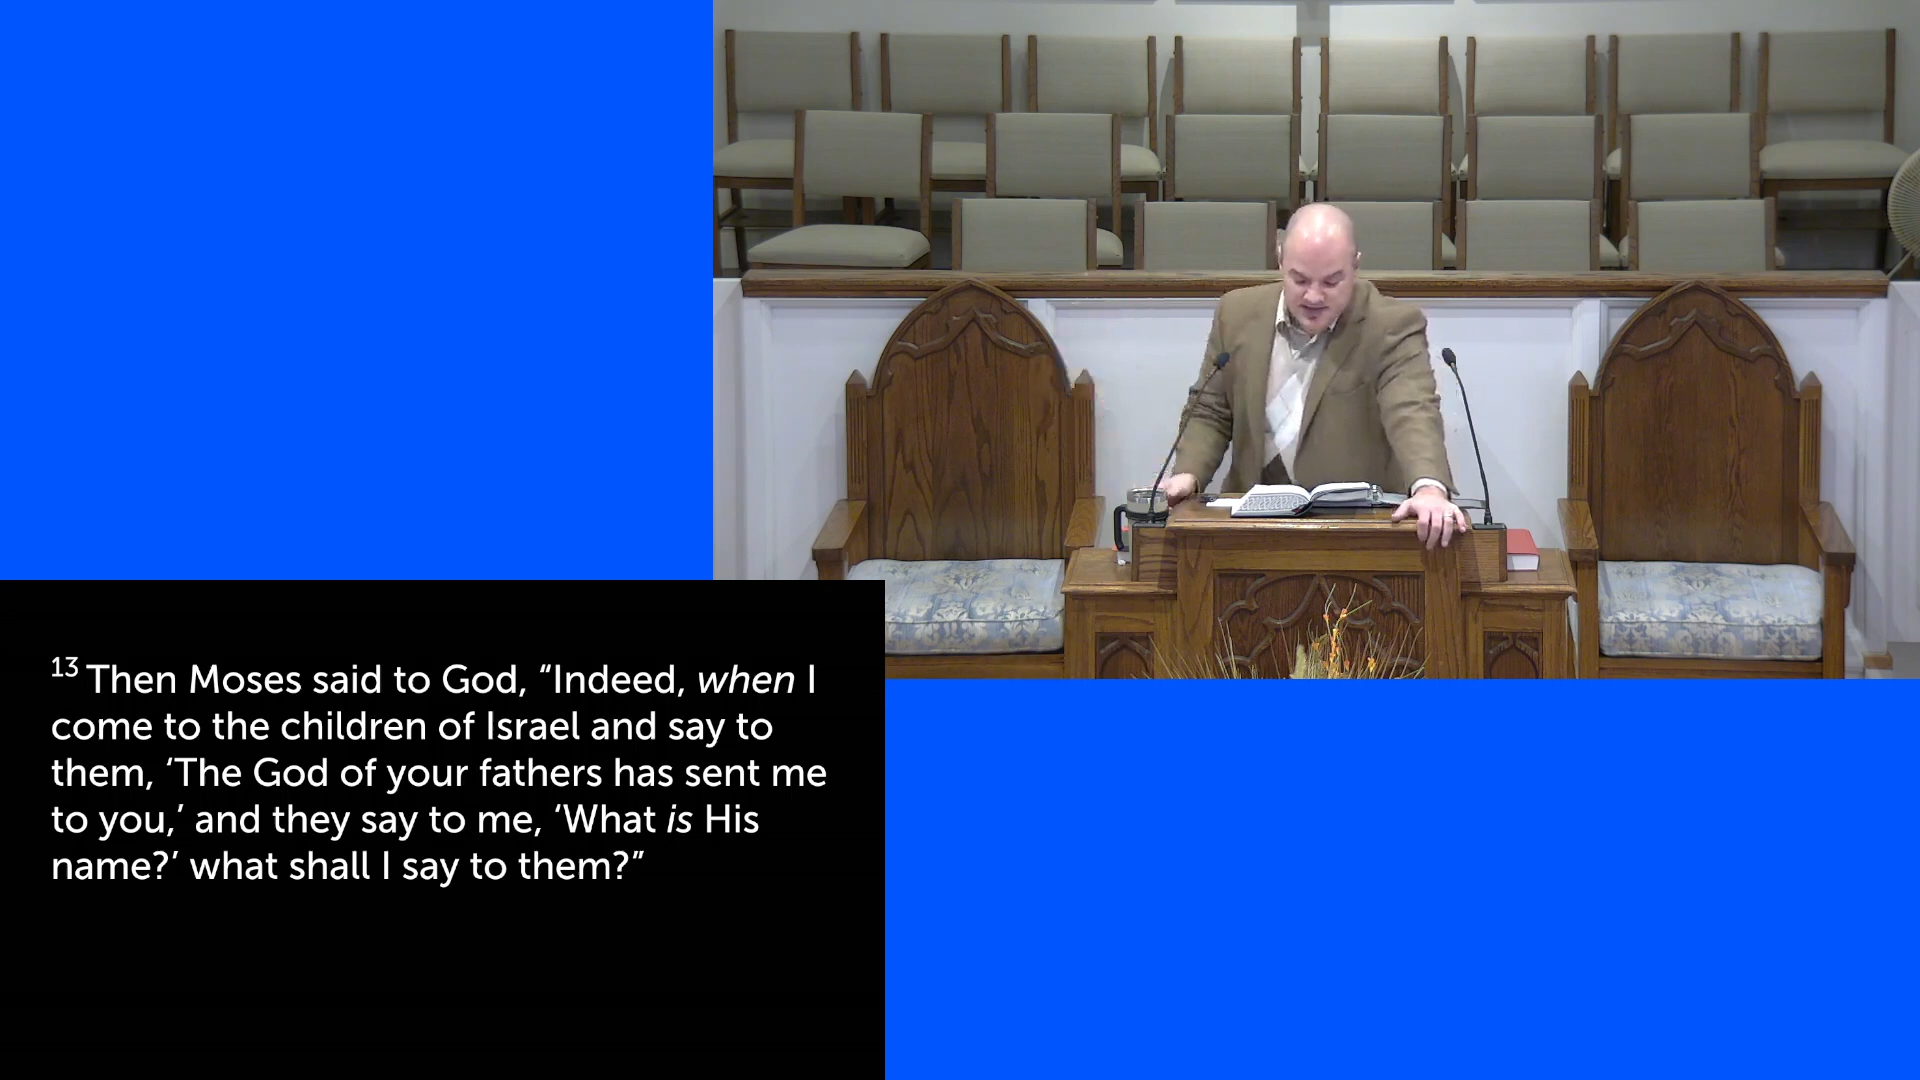 13 Then Moses said to God, “Indeed, when I
come to the children of Israel and say to
them, ‘The God of your fathers has sent me
to you,’ and they say to me, ‘What is His
name?’ what shall I say to them?”